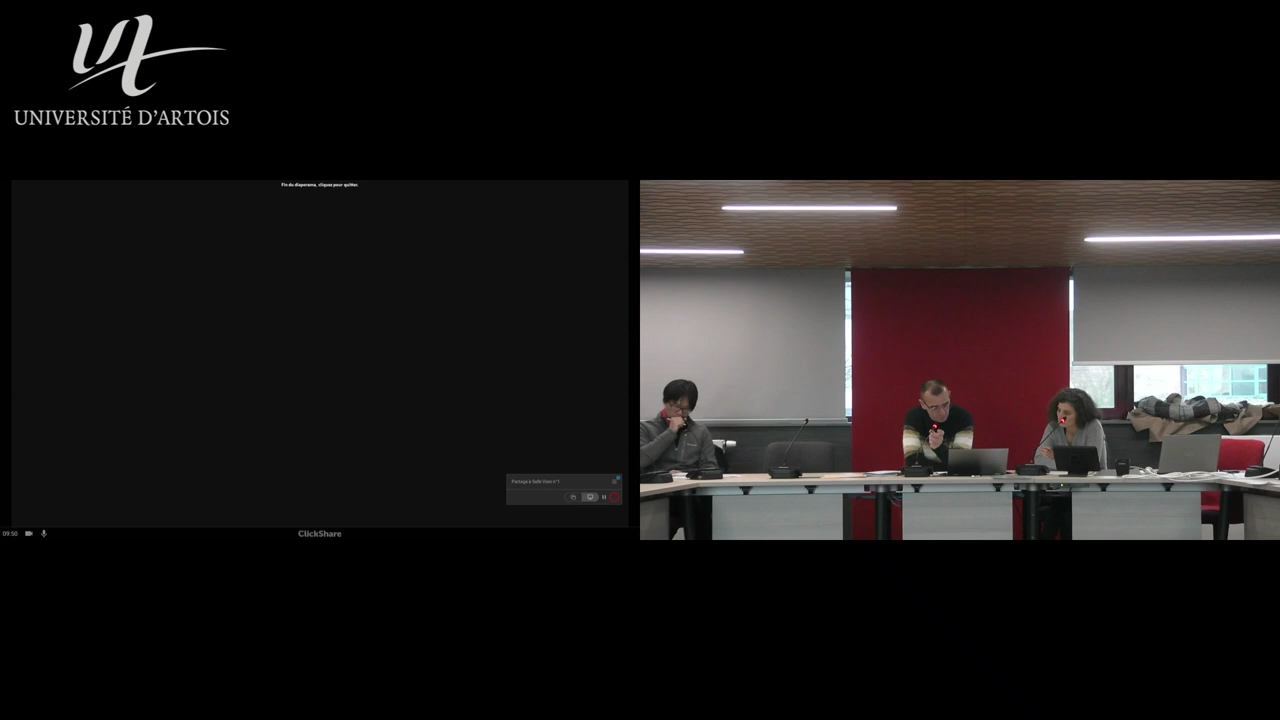 UNIVERSITÉ D'ARTOIS
Fin du diaporama, cliquez pour quitter.
Partage à Salle Visio n°1
09:50
ClickShare